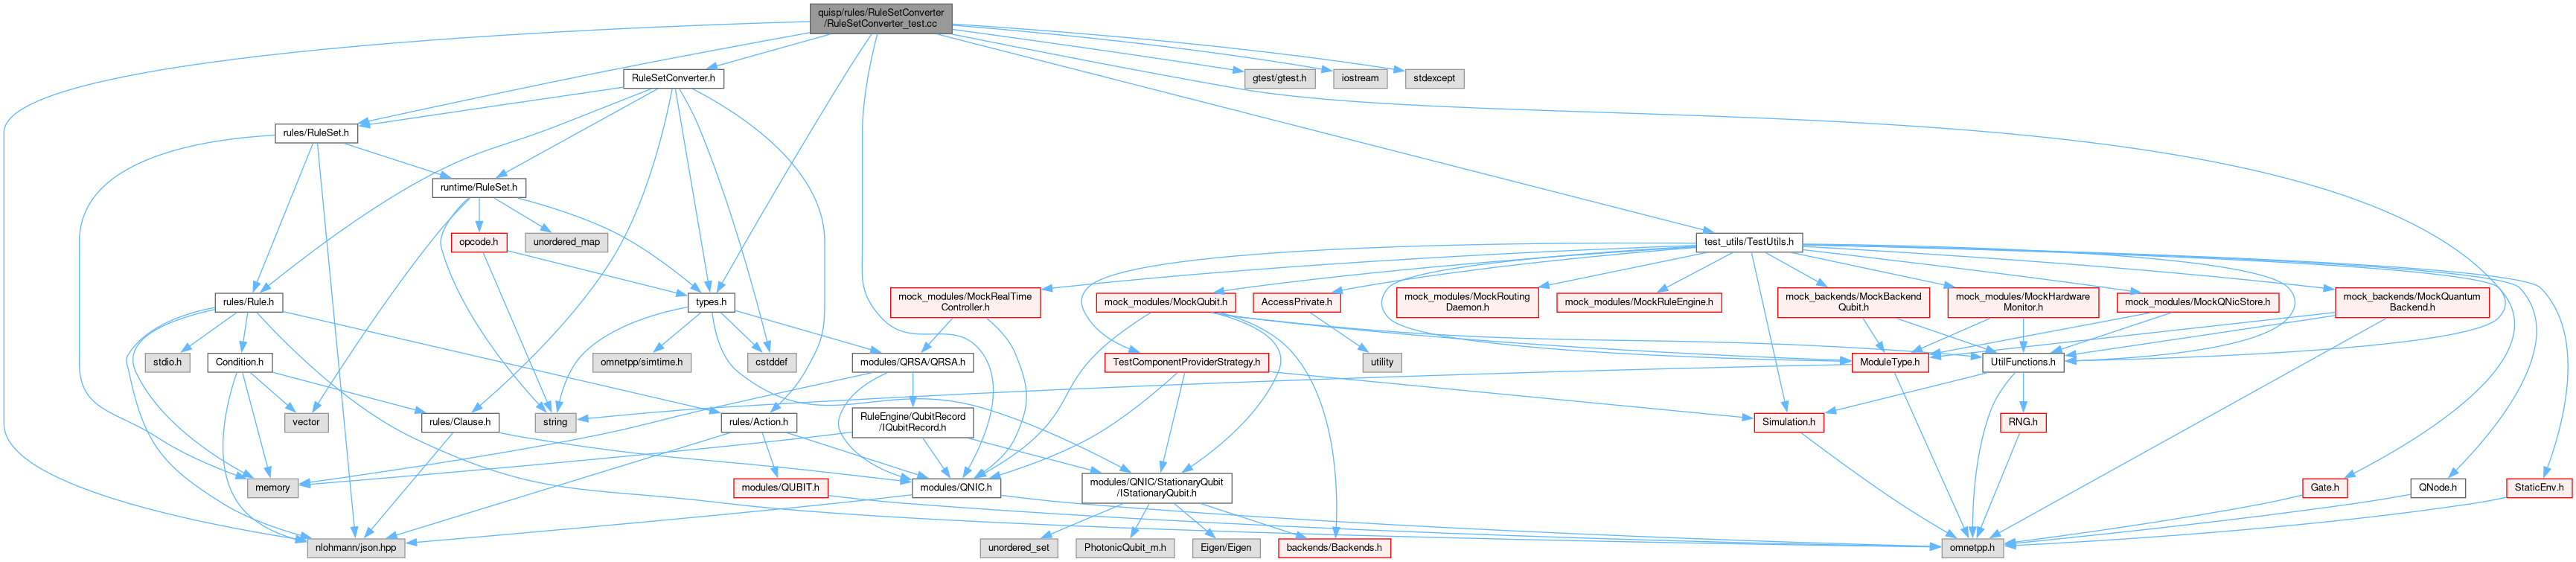 quisp/rules/RuleSetConverter
/RuleSetConverter_test.cc
RuleSetConverter.h
gtest/gtest.h
iostream
stdexcept
rules/RuleSet.h
runtime/RuleSet.h
opcode.h
unordered_map
test_utils/TestUtils.h
rules/Rule.h
types.h
mock_modules/MockRealTime
Controller.h
mock_modules/MockQubit.h
AccessPrivate.h
mock_modules/MockRouting
Daemon.h
mock_modules/MockRuleEngine.h
mock_backends/MockBackend
Qubit.h
mock_modules/MockHardware
Monitor.h
mock_modules/MockQNicStore.h
mock_backends/MockQuantum
Backend.h
stdio.h
Condition.h
omnetpp/simtime.h
cstddef
modules/QRSA/QRSA.h
TestComponentProviderStrategy.h
utility
ModuleType.h
UtilFunctions.h
vector
rules/Clause.h
string
rules/Action.h
RuleEngine/QubitRecord
/IQubitRecord.h
Simulation.h
RNG.h
memory
modules/QUBIT.h
modules/QNIC.h
modules/QNIC/StationaryQubit
/IStationaryQubit.h
Gate.h
QNode.h
StaticEnv.h
nlohmann/json.hpp
unordered_set
PhotonicQubit_m.h
Eigen/Eigen
backends/Backends.h
omnetpp.h